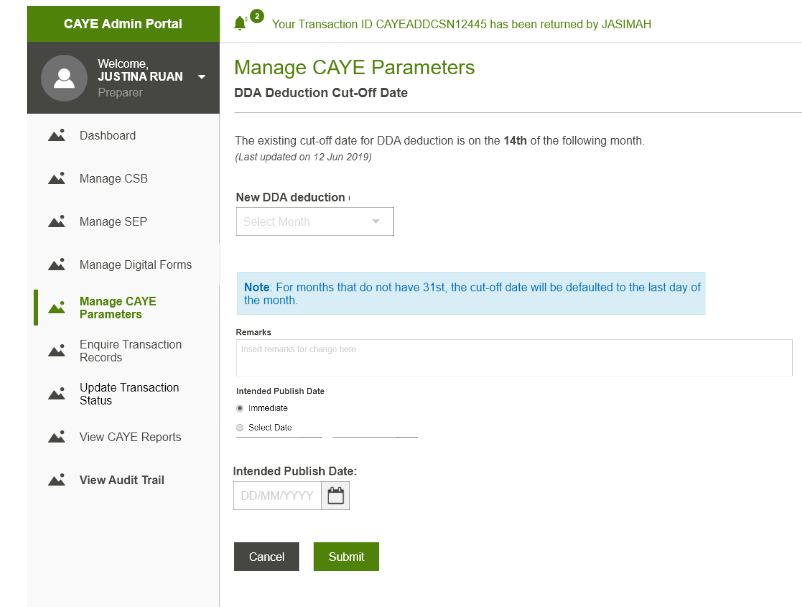 CAYE Admin Portal
2
Your Transaction ID CAYEADDCSN12445 has been returned by JASIMAH
Welcome,
JUSTINA RUAN
Preparer
Dashboard
Manage CSB
Manage SEP
Manage Digital Forms
Manage CAYE
Parameters
Enquire Transaction
Records
Update Transaction
Status
View CAYE Reports
View Audit Trail
Manage CAYE Parameters
DDA Deduction Cut-Off Date
The existing cut-off date for DDA deduction is on the 14th of the following month.
(Last updated on 12 Jun 2019)
New DDA deduction
Select Month
Note: For months that do not have 31st, the cut-off date will be defaulted to the last day of
the month.
Remarks
Insert remarks for change here
Intended Publish Date
Immediate
Select Date
Intended Publish Date:
DD/MM/YYYY
Cancel
Submit